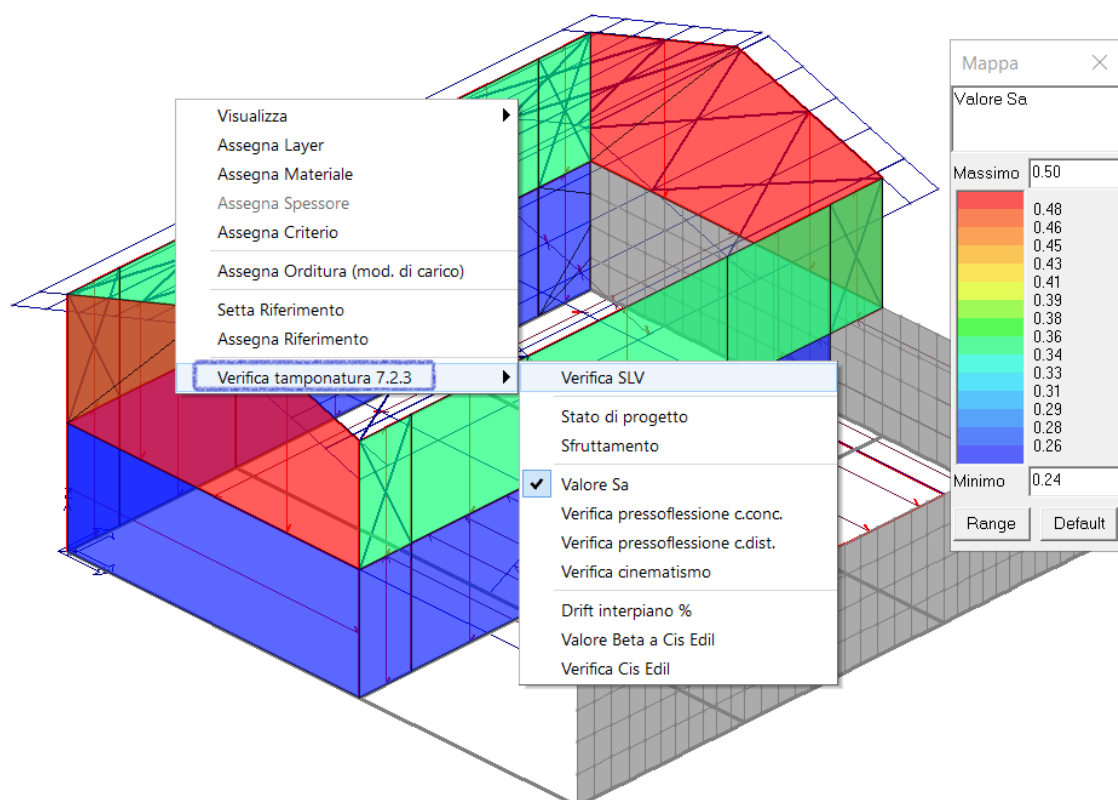 Visualizza
Assegna Layer
Assegna Materiale
Assegna Spessore
Assegna Criterio
Assegna Orditura (mod. di carico)
Setta Riferimento
Assegna Riferimento
Verifica tamponatura 7.2.3
Verifica SLV
Stato di progetto
Sfruttamento
Valore Sa
Verifica pressoflessione c.conc.
Verifica pressoflessione c.dist.
Verifica cinematismo
Drift interpiano %
Valore Beta a Cis Edil
Verifica Cis Edil
Mappa
Valore Sa
Massimo 0.50
0.48
0.46
0.45
0.43
0.41
0.39
0.38
0.36
0.34
0.33
0.31
0.29
0.28
0.26
Minimo 0.24
Range Default